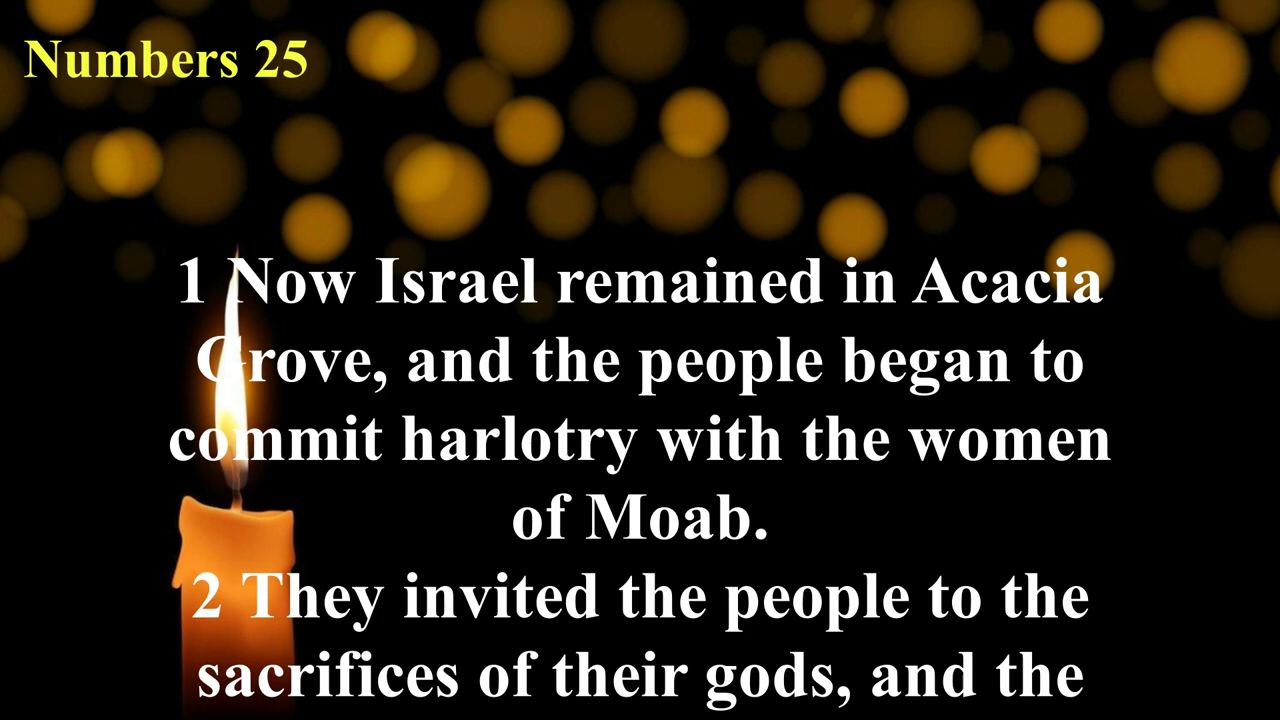 Numbers 25
1 Now Israel remained in Acacia
Grove, and the people began to
commit harlotry with the women
of Moab.
2 They invited the people to the
sacrifices of their gods, and the